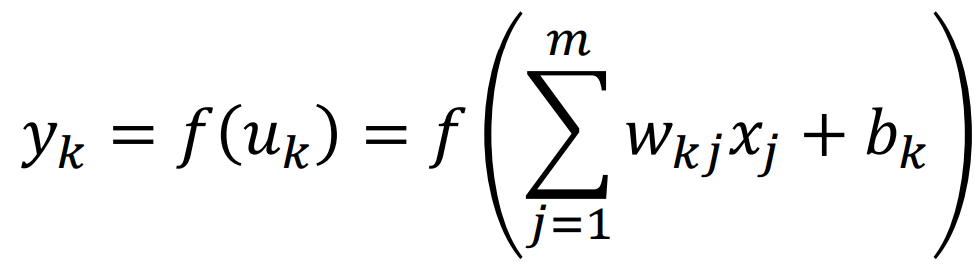 $y_k = f(u_k) = f\left(\sum_{j=1}^{m} w_{kj} x_j + b_k\right)$